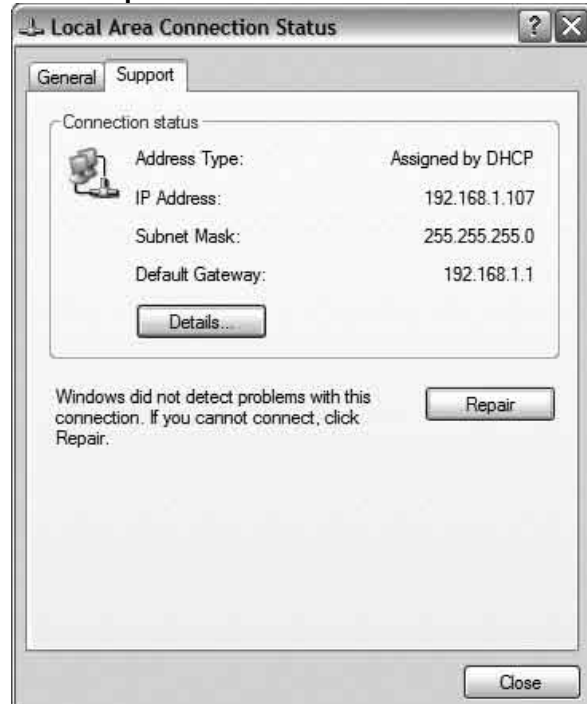 Local Area Connection Status
General Support
Connection status
Address Type: Assigned by DHCP
IP Address: 192.168.1.107
Subnet Mask: 255.255.255.0
Default Gateway: 192.168.1.1
Details...
Windows did not detect problems with this
connection. If you cannot connect, click
Repair.
Repair
Close